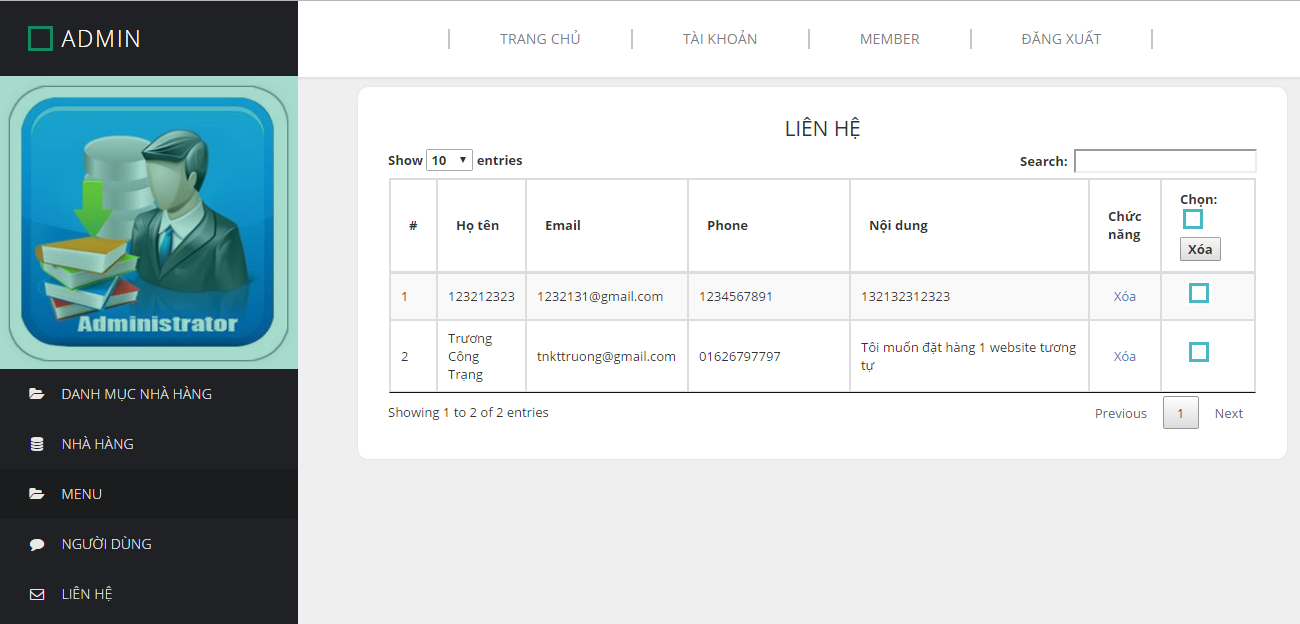 ADMIN
TRANG CHỦ
TÀI KHOẢN
MEMBER
ĐĂNG XUẤT
Administrator
DANH MỤC NHÀ HÀNG
NHÀ HÀNG
MENU
NGƯỜI DÙNG
LIÊN HỆ
LIÊN HỆ
Show 10 entries
Search:
# Họ tên Email Phone Nội dung Chức
năng
Chọn:
Xóa
1 123212323 1232131@gmail.com 1234567891 132132312323 Xóa
2 Trương
Công
Trạng
tnkttruong@gmail.com 01626797797 Tôi muốn đặt hàng 1 website tương
tự
Xóa
Showing 1 to 2 of 2 entries
Previous 1 Next